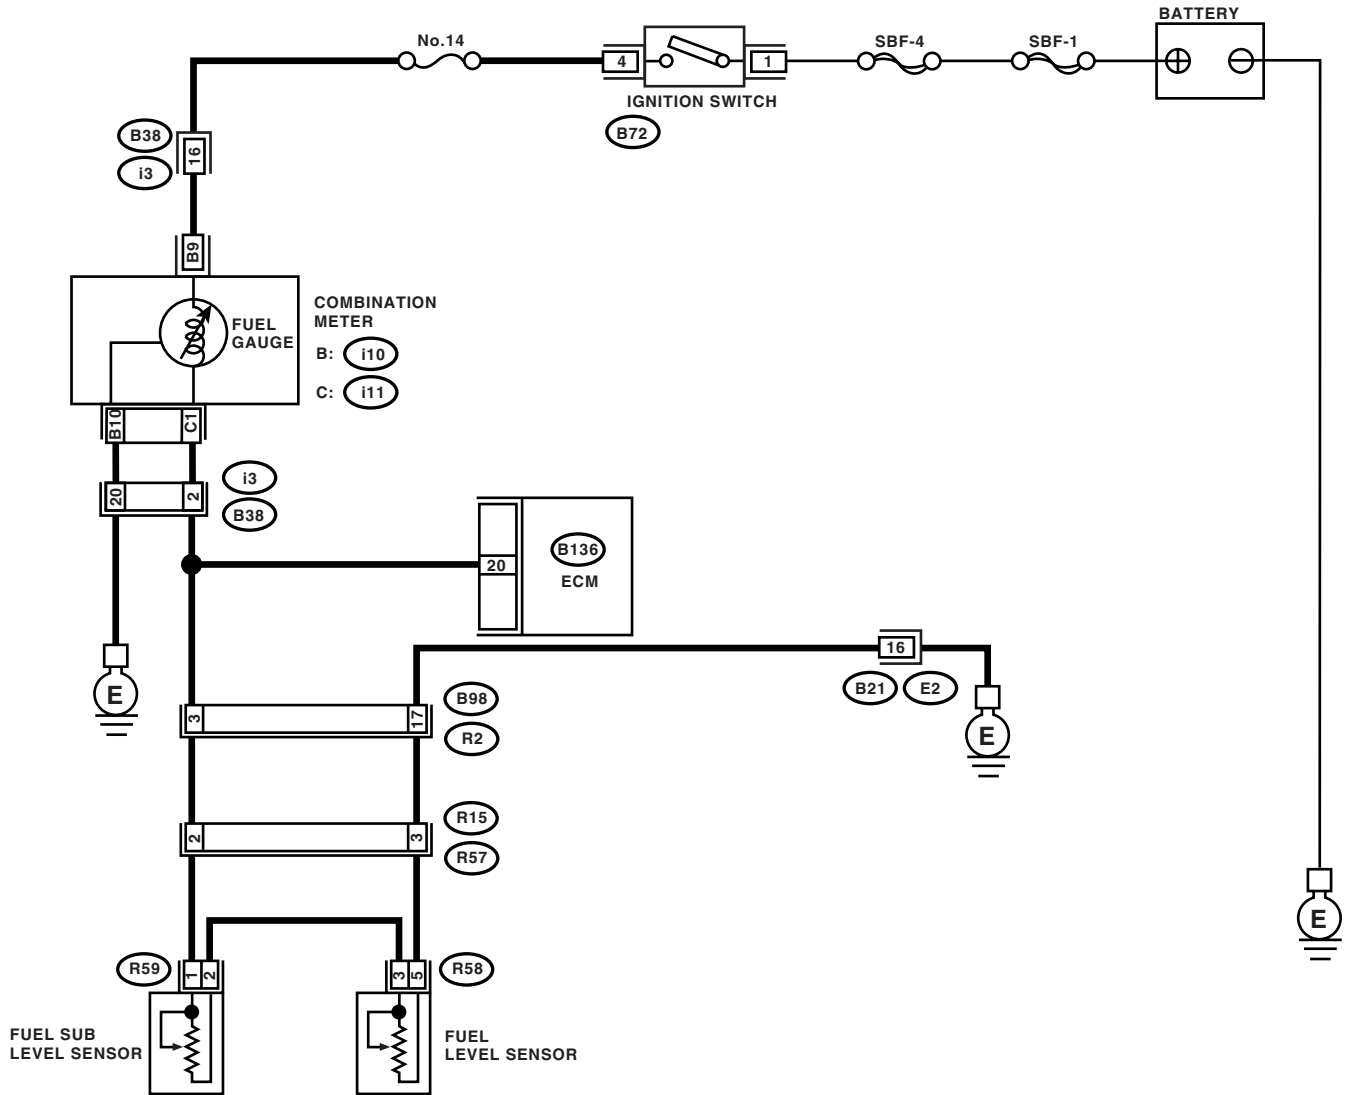 BATTERY
No.14
SBF-4
SBF-1
4
1
IGNITION SWITCH
B72
B38
16
i3
B9
FUEL
GAUGE
COMBINATION
METER
B: i10
C: i11
B10
C1
i3
20
2
B38
B136
20
ECM
16
B21
E2
E
B98
3
17
R2
E
R15
2
3
R57
E
R59
1
2
3
5
R58
FUEL SUB
LEVEL SENSOR
FUEL
LEVEL SENSOR